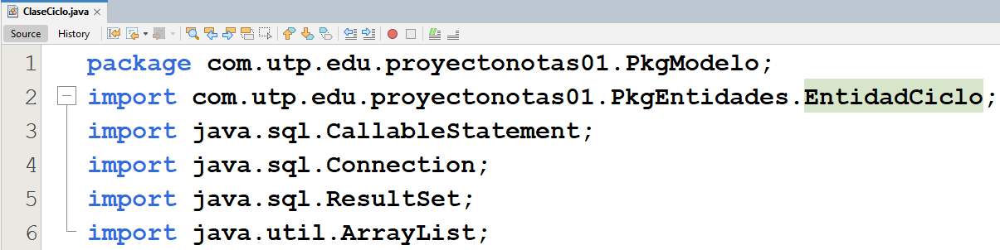 ClaseCiclo.java
Source History
1 package com.utp.edu.proyectonotas01.PkgModelo;
2 import com.utp.edu.proyectonotas01.PkgEntidades.EntidadCiclo;
3 import java.sql.CallableStatement;
4 import java.sql.Connection;
5 import java.sql.ResultSet;
6 import java.util.ArrayList;